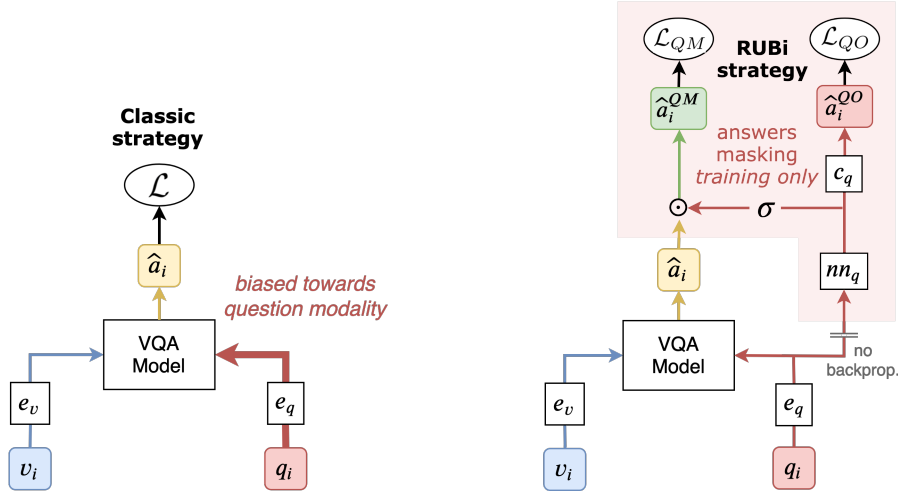 Classic
strategy
ℒ
â_i
biased towards
question modality
VQA
Model
e_v
e_q
v_i
q_i
ℒ_QM
RUBi
strategy
ℒ_QO
â_i^QM
â_i^QO
answers
masking
training only
c_q
⊙
σ
â_i
nn_q
VQA
Model
no
backprop.
e_v
e_q
v_i
q_i